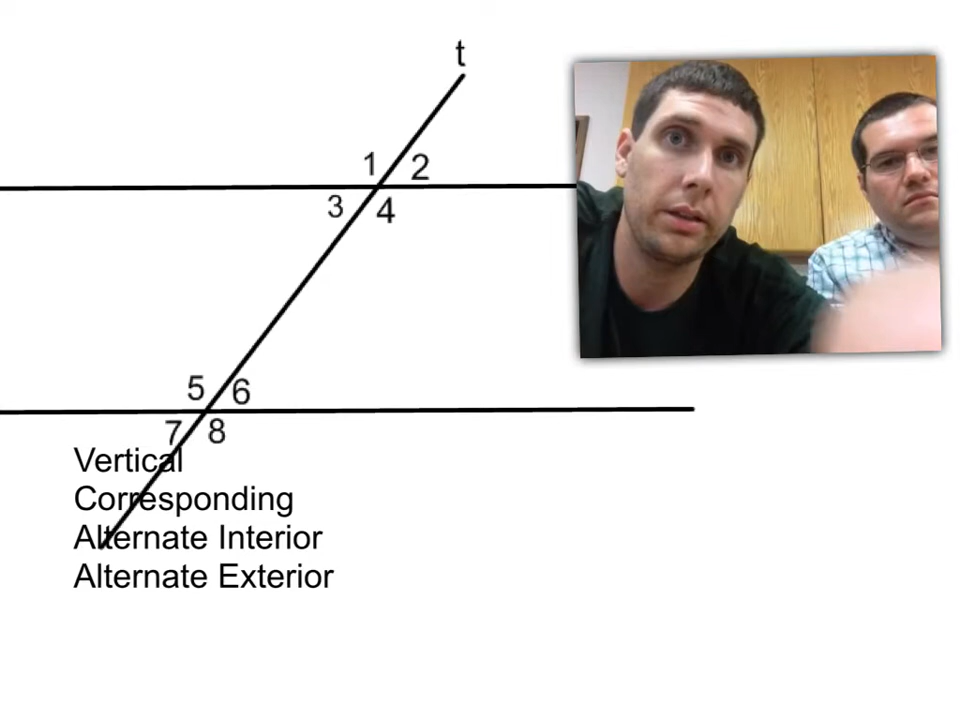 t
1 2
3 4
5 6
7 8
Vertical
Corresponding
Alternate Interior
Alternate Exterior